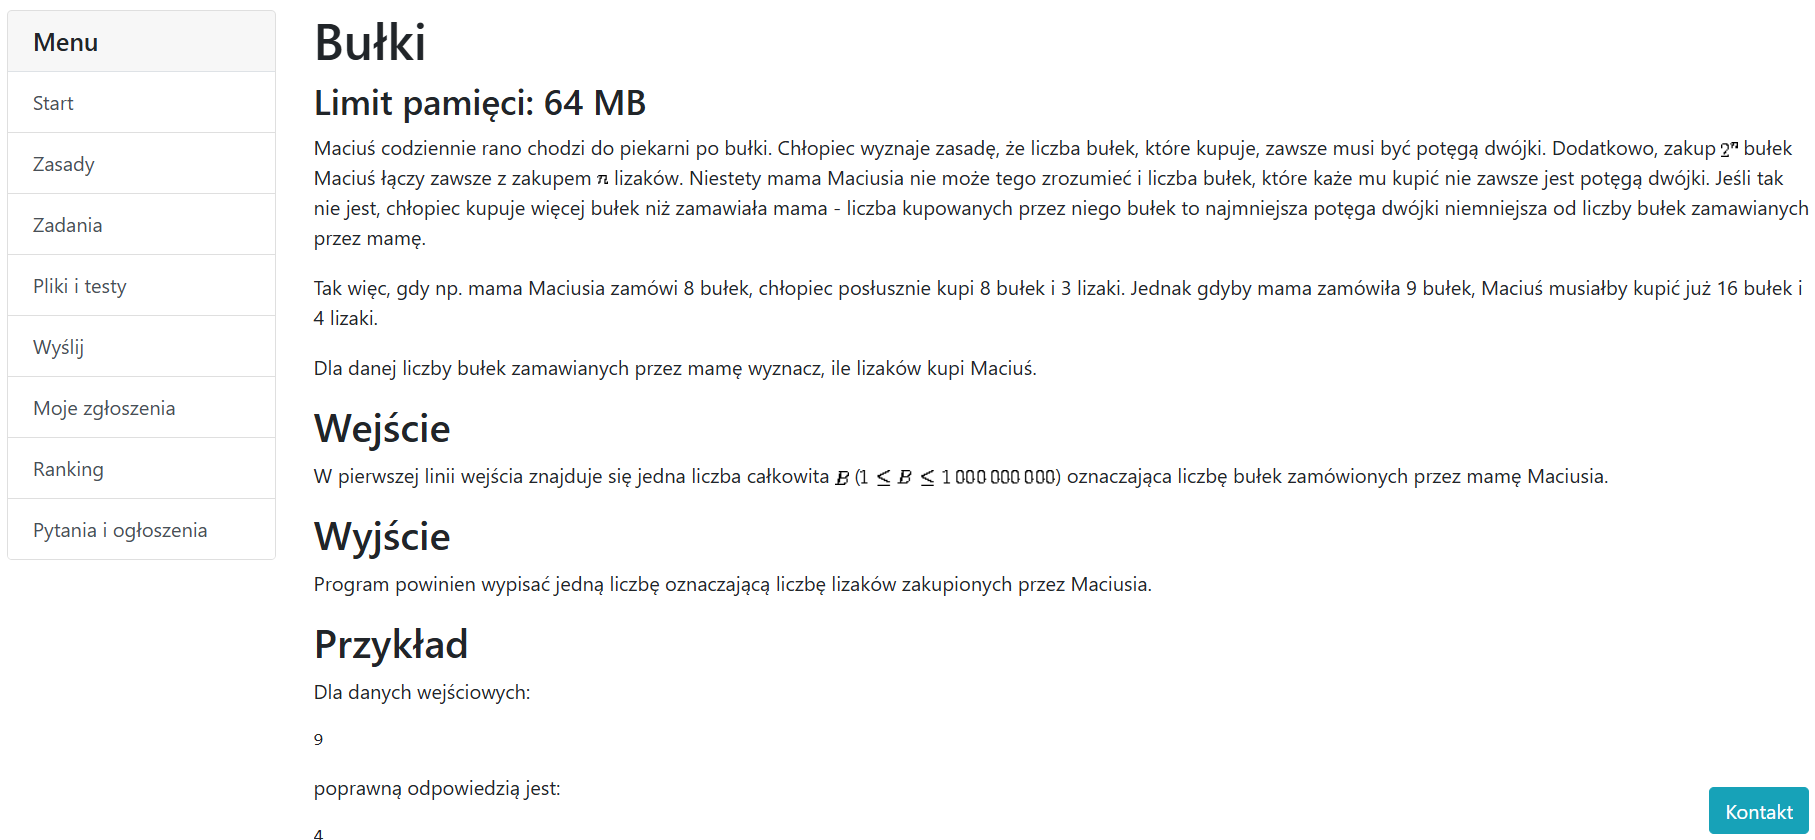 Menu
Start
Zasady
Zadania
Pliki i testy
Wyślij
Moje zgłoszenia
Ranking
Pytania i ogłoszenia
Bułki
Limit pamięci: 64 MB
Maciuś codziennie rano chodzi do piekarni po bułki. Chłopiec wyznaje zasadę, że liczba bułek, które kupuje, zawsze musi być potęgą dwójki. Dodatkowo, zakup 2ⁿ bułek
Maciuś łączy zawsze z zakupem n lizaków. Niestety mama Maciusia nie może tego zrozumieć i liczba bułek, które każe mu kupić nie zawsze jest potęgą dwójki. Jeśli tak
nie jest, chłopiec kupuje więcej bułek niż zamawiała mama - liczba kupowanych przez niego bułek to najmniejsza potęga dwójki niemniejsza od liczby bułek zamawianych
przez mamę.
Tak więc, gdy np. mama Maciusia zamówi 8 bułek, chłopiec posłusznie kupi 8 bułek i 3 lizaki. Jednak gdyby mama zamówiła 9 bułek, Maciuś musiałby kupić już 16 bułek i
4 lizaki.
Dla danej liczby bułek zamawianych przez mamę wyznacz, ile lizaków kupi Maciuś.
Wejście
W pierwszej linii wejścia znajduje się jedna liczba całkowita B (1 ≤ B ≤ 1 000 000 000) oznaczająca liczbę bułek zamówionych przez mamę Maciusia.
Wyjście
Program powinien wypisać jedną liczbę oznaczającą liczbę lizaków zakupionych przez Maciusia.
Przykład
Dla danych wejściowych:
9
poprawną odpowiedzią jest:
4
Kontakt